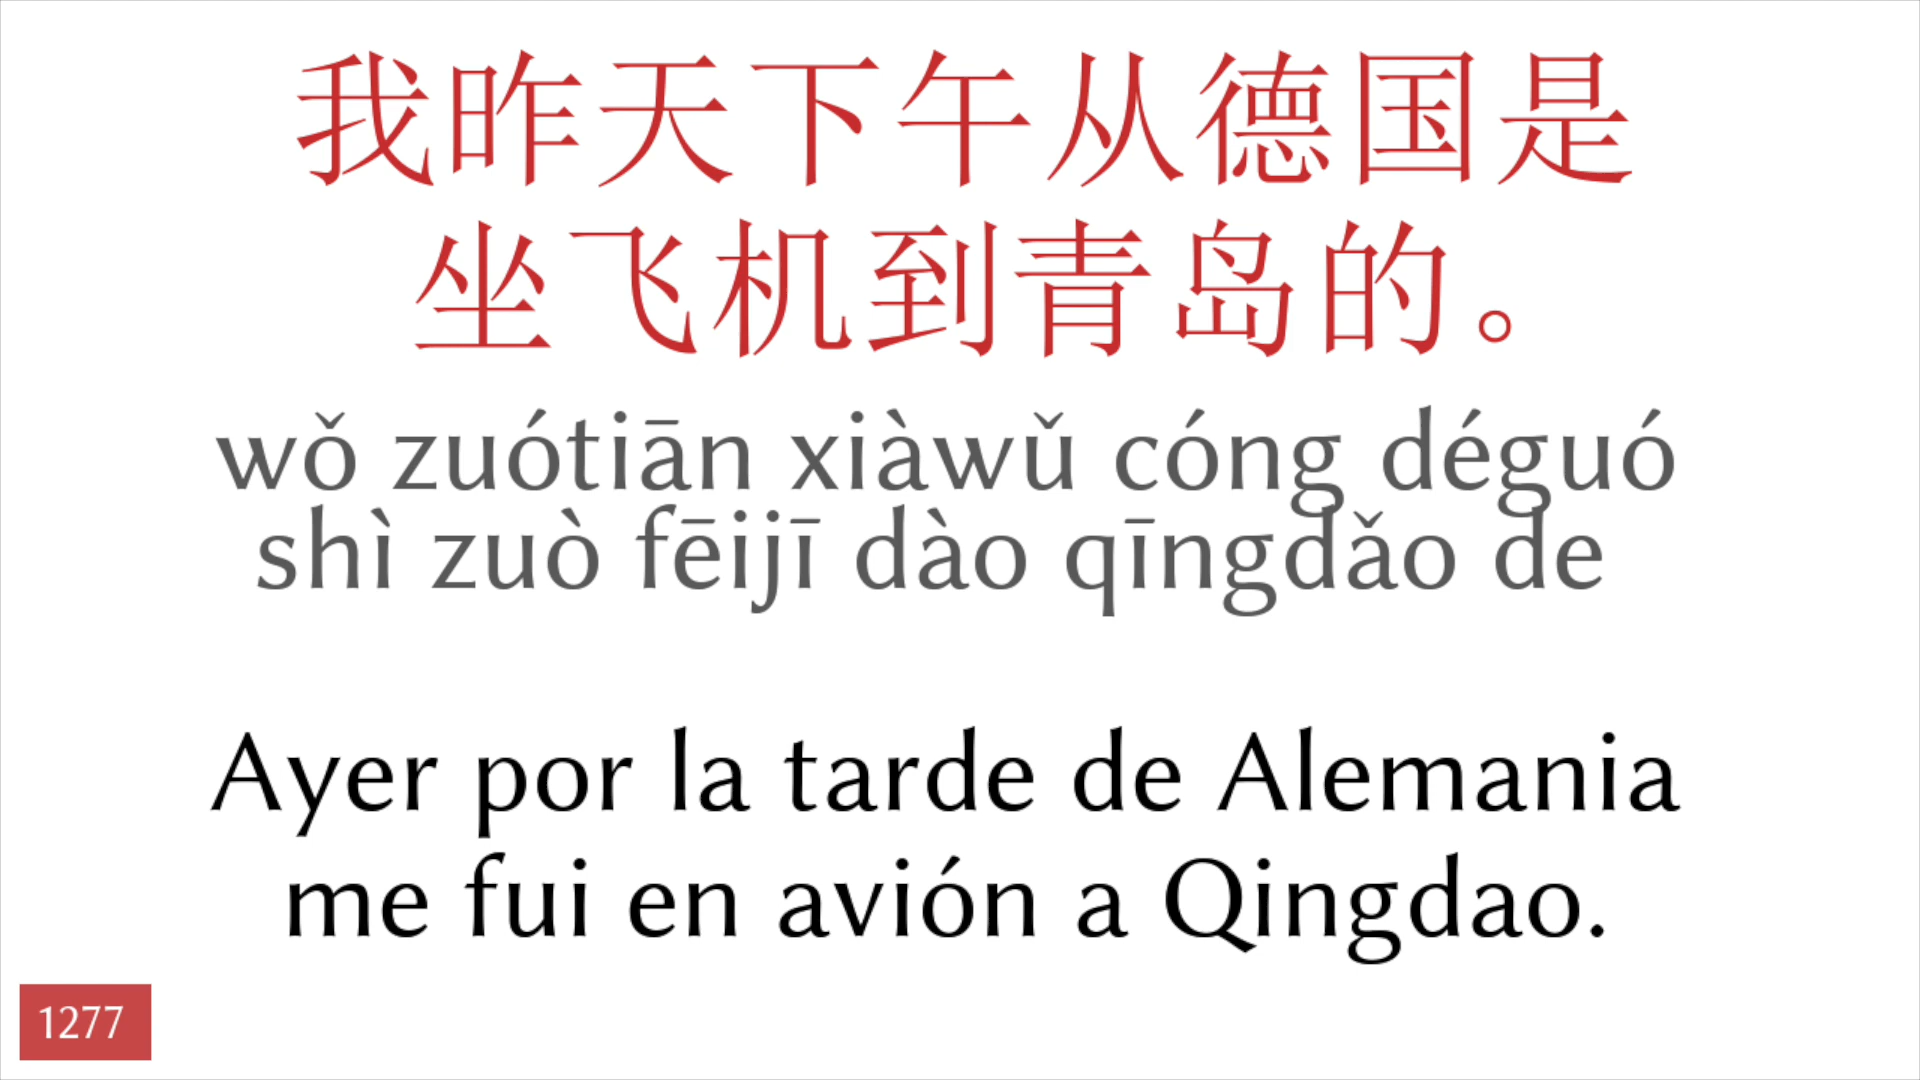 我昨天下午从德国是
坐飞机到青岛的。
wǒ zuótiān xiàwǔ cóng déguó
shì zuò fēijī dào qīngdǎo de
Ayer por la tarde de Alemania
me fui en avión a Qingdao.
1277